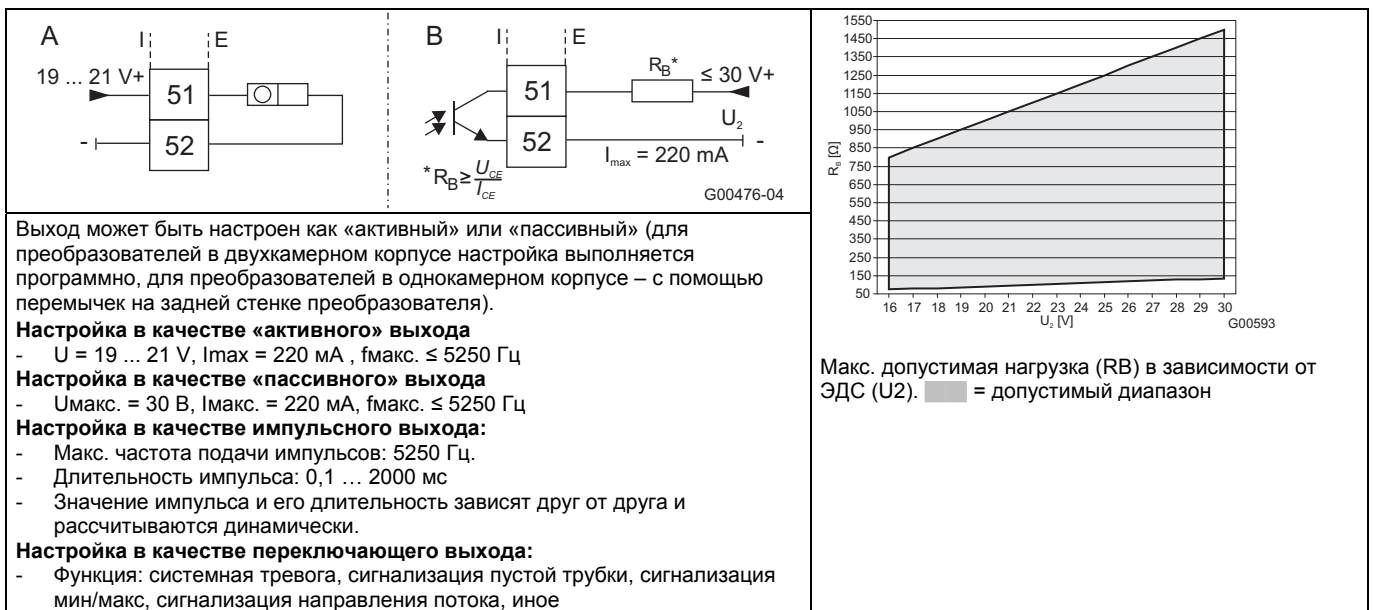 A
I
E
19 ... 21 V+
51
-
52
B
I
E
R_B*
≤ 30 V+
51
U₂
52
-
I_max = 220 mA
*R_B ≥ U_CE / I_CE
G00476-04
Выход может быть настроен как «активный» или «пассивный» (для
преобразователей в двухкамерном корпусе настройка выполняется
программно, для преобразователей в однокамерном корпусе – с помощью
перемычек на задней стенке преобразователя).
Настройка в качестве «активного» выхода
- U = 19 ... 21 V, Imax = 220 мА , fмакс. ≤ 5250 Гц
Настройка в качестве «пассивного» выхода
- Uмакс. = 30 В, Iмакс. = 220 мА, fмакс. ≤ 5250 Гц
Настройка в качестве импульсного выхода:
- Макс. частота подачи импульсов: 5250 Гц.
- Длительность импульса: 0,1 … 2000 мс
- Значение импульса и его длительность зависят друг от друга и
рассчитываются динамически.
Настройка в качестве переключающего выхода:
- Функция: системная тревога, сигнализация пустой трубки, сигнализация
мин/макс, сигнализация направления потока, иное
1550
1450
1350
1250
1150
1050
950
850
750
650
550
450
350
250
150
50
R_B [Ω]
16 17 18 19 20 21 22 23 24 25 26 27 28 29 30
U₂ [V]
G00593
Макс. допустимая нагрузка (RB) в зависимости от
ЭДС (U2). = допустимый диапазон